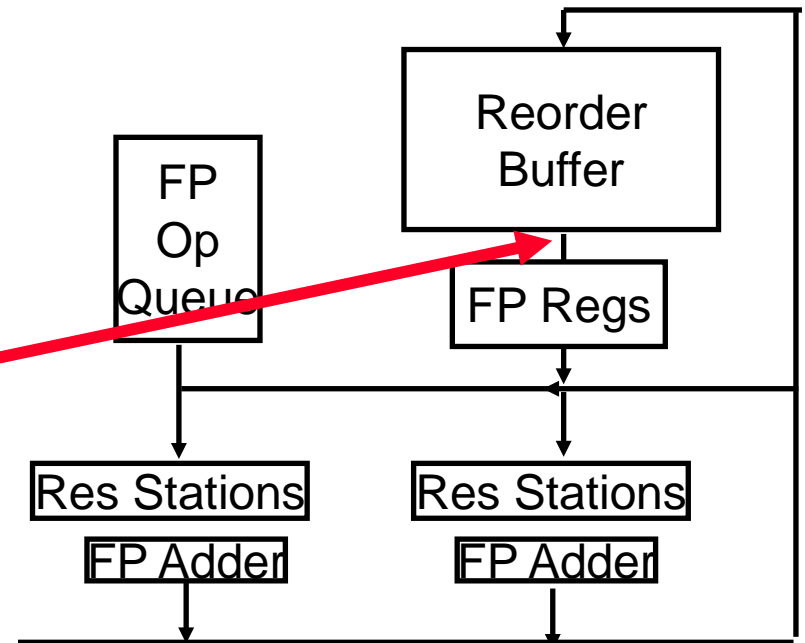 Reorder
Buffer
FP
Op
Queue
FP Regs
Res Stations
Res Stations
FP Adder
FP Adder